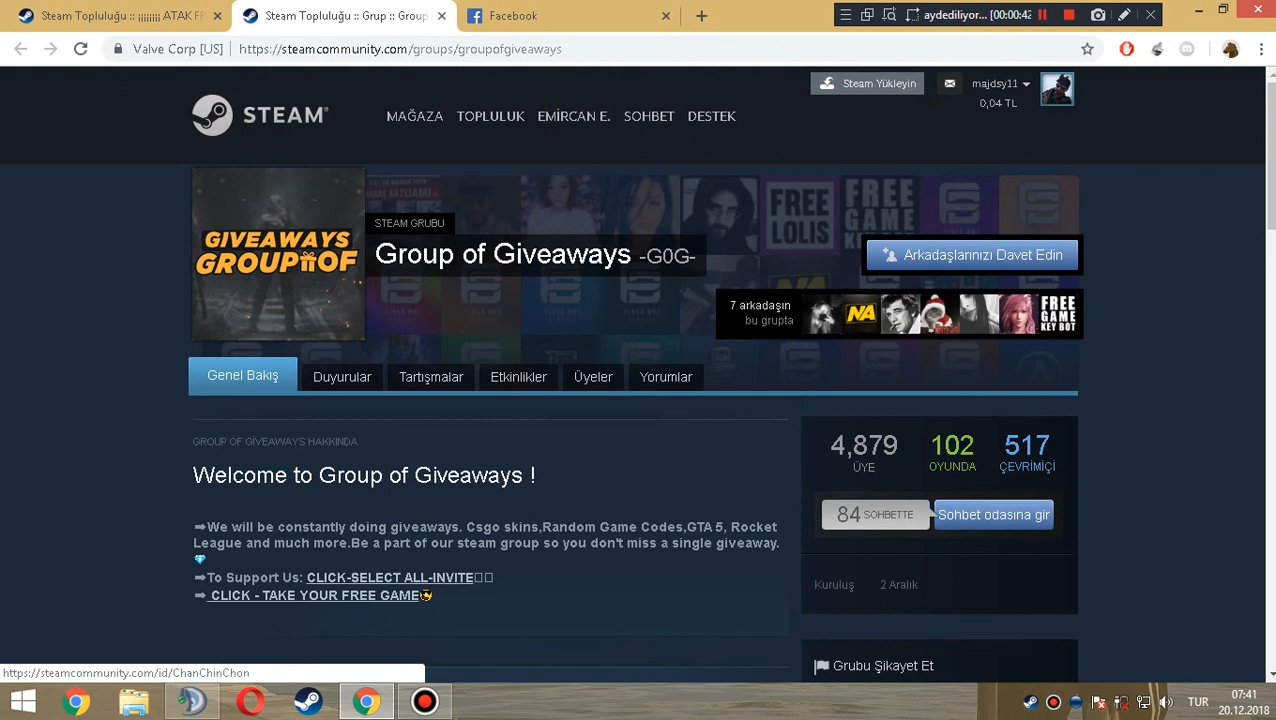 Steam Topluluğu :: ¡¡¡¡¡¡¡ ATAK FR
Steam Topluluğu :: Grup :: Group
Facebook
aydediliyor... [00:00:42]
Valve Corp [US]
https://steamcommunity.com/groups/groupofgiveaways
STEAM
MAĞAZA
TOPLULUK
EMİRCAN E.
SOHBET
DESTEK
Steam Yükleyin
majdsy11
0,04 TL
GIVEAWAYS
GROUP OF
FREE LOLIS
FREE GAME KEY BOT
STEAM GRUBU
Group of Giveaways -G0G-
Arkadaşlarınızı Davet Edin
7 arkadaşın
bu grupta
NA
FREE GAME KEY BOT
Genel Bakış
Duyurular
Tartışmalar
Etkinlikler
Üyeler
Yorumlar
GROUP OF GİVEAWAYS HAKKINDA
Welcome to Group of Giveaways !
➡We will be constantly doing giveaways. Csgo skins,Random Game Codes,GTA 5, Rocket
League and much more.Be a part of our steam group so you don't miss a single giveaway.
💎
➡To Support Us: CLICK-SELECT ALL-INVITE
➡ CLICK - TAKE YOUR FREE GAME
4,879
ÜYE
102
OYUNDA
517
ÇEVRİMİÇİ
84 SOHBETTE
Sohbet odasına gir
Kuruluş
2 Aralık
Grubu Şikayet Et
https://steamcommunity.com/id/ChanChinChon
TUR
07:41
20.12.2018